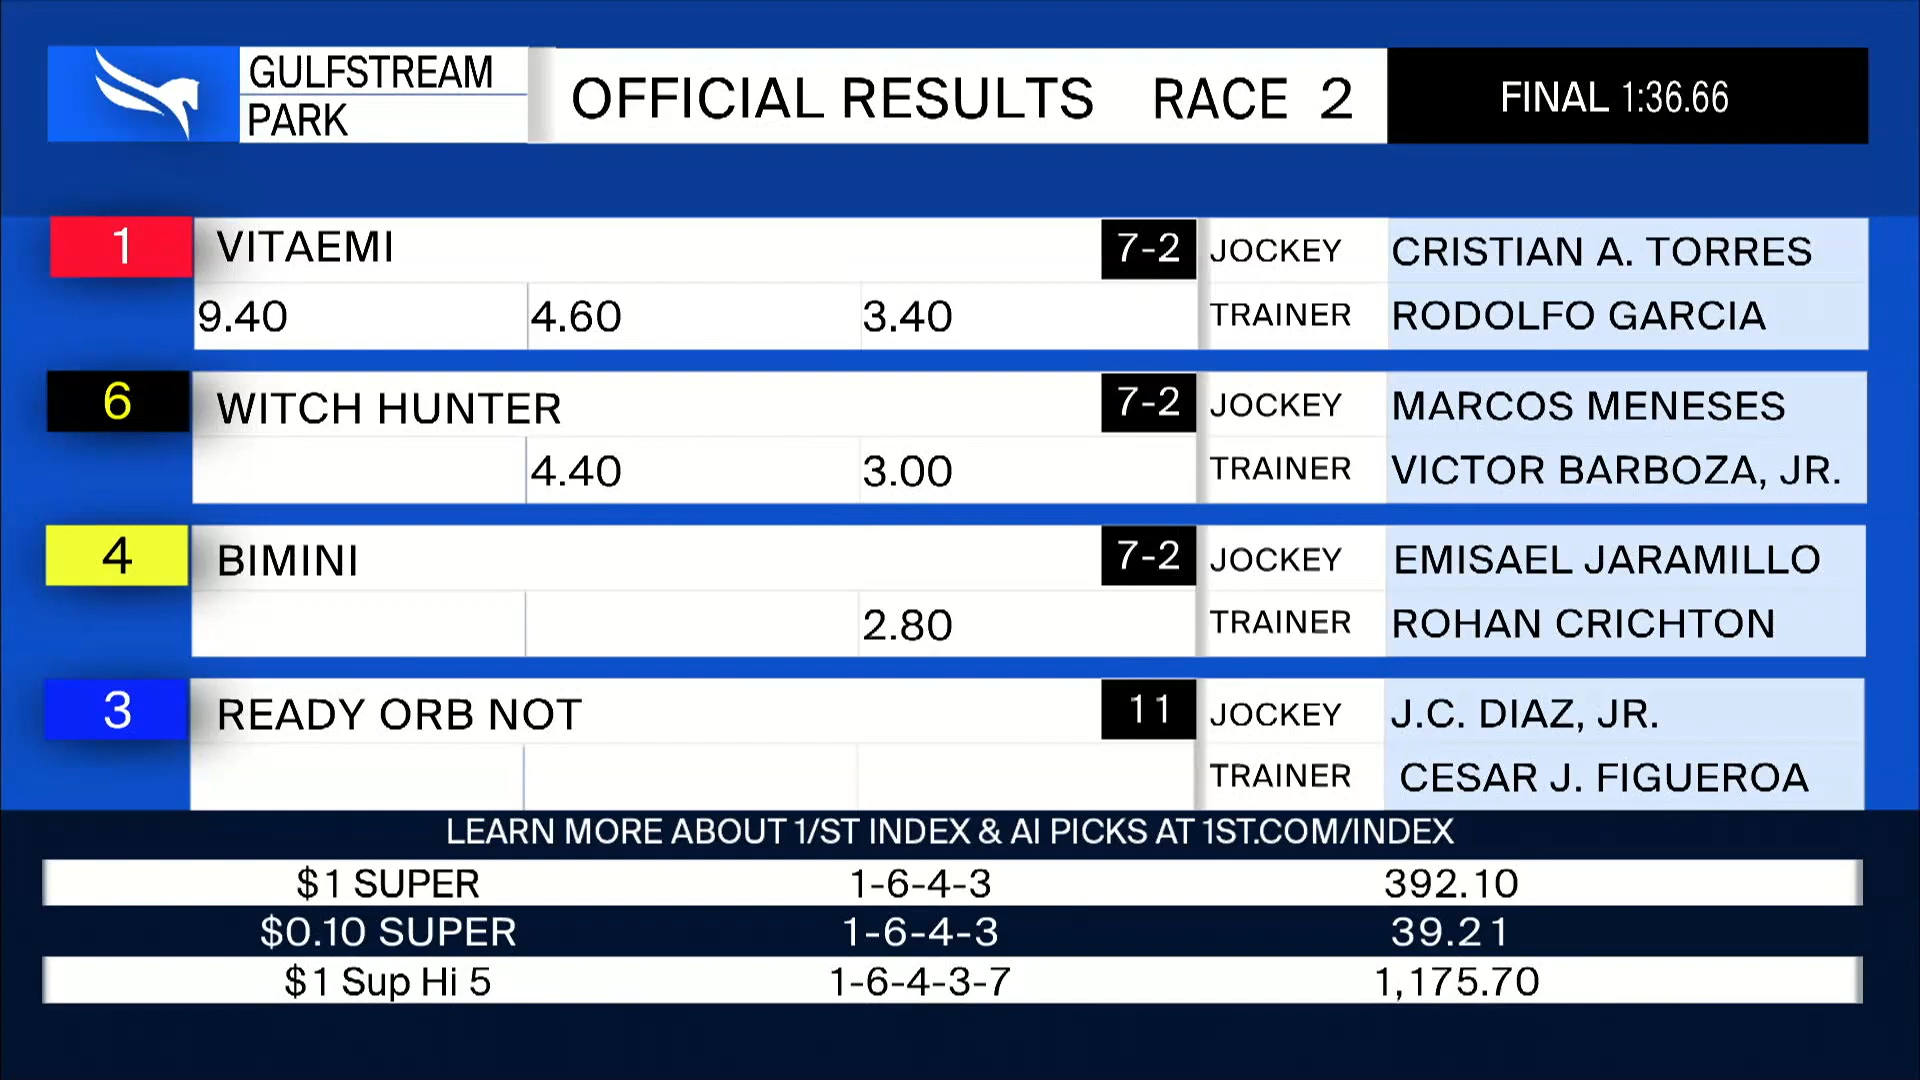 GULFSTREAM
PARK
OFFICIAL RESULTS RACE 2
FINAL 1:36.66
1 VITAEMI 7-2 JOCKEY CRISTIAN A. TORRES
9.40 4.60 3.40 TRAINER RODOLFO GARCIA
6 WITCH HUNTER 7-2 JOCKEY MARCOS MENESES
4.40 3.00 TRAINER VICTOR BARBOZA, JR.
4 BIMINI 7-2 JOCKEY EMISAEL JARAMILLO
2.80 TRAINER ROHAN CRICHTON
3 READY ORB NOT 11 JOCKEY J.C. DIAZ, JR.
TRAINER CESAR J. FIGUEROA
LEARN MORE ABOUT 1/ST INDEX & AI PICKS AT 1ST.COM/INDEX
$1 SUPER 1-6-4-3 392.10
$0.10 SUPER 1-6-4-3 39.21
$1 Sup Hi 5 1-6-4-3-7 1,175.70